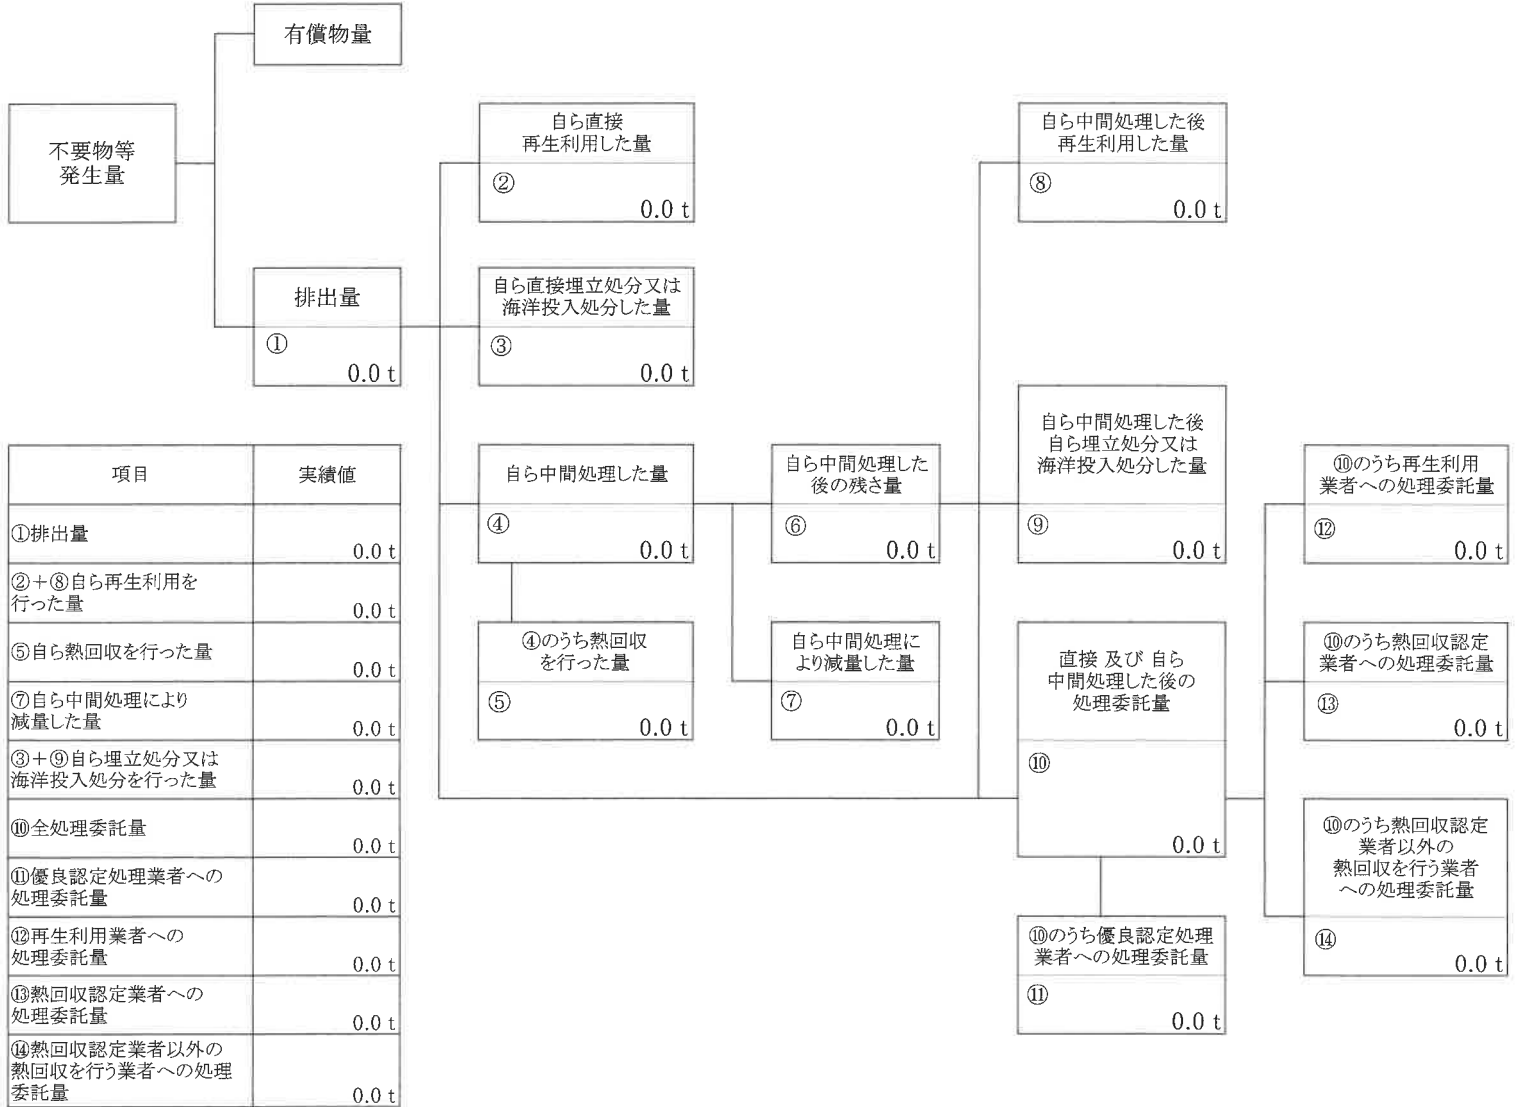 有償物量
不要物等
発生量
自ら直接
再生利用した量
②
0.0 t
自ら中間処理した後
再生利用した量
⑧
0.0 t
排出量
①
0.0 t
自ら直接埋立処分又は
海洋投入処分した量
③
0.0 t
自ら中間処理した量
④
0.0 t
自ら中間処理した
後の残さ量
⑥
0.0 t
自ら中間処理した後
自ら埋立処分又は
海洋投入処分した量
⑨
0.0 t
⑩のうち再生利用
業者への処理委託量
⑫
0.0 t
④のうち熱回収
を行った量
⑤
0.0 t
自ら中間処理に
より減量した量
⑦
0.0 t
直接 及び 自ら
中間処理した後の
処理委託量
⑩
0.0 t
⑩のうち熱回収認定
業者への処理委託量
⑬
0.0 t
⑩のうち熱回収認定
業者以外の
熱回収を行う業者
への処理委託量
⑭
0.0 t
⑩のうち優良認定処理
業者への処理委託量
⑪
0.0 t
項目 実績値
①排出量
0.0 t
②+⑧自ら再生利用を
行った量
0.0 t
⑤自ら熱回収を行った量
0.0 t
⑦自ら中間処理により
減量した量
0.0 t
③+⑨自ら埋立処分又は
海洋投入処分を行った量
0.0 t
⑩全処理委託量
0.0 t
⑪優良認定処理業者への
処理委託量
0.0 t
⑫再生利用業者への
処理委託量
0.0 t
⑬熱回収認定業者への
処理委託量
0.0 t
⑭熱回収認定業者以外の
熱回収を行う業者への処理
委託量
0.0 t